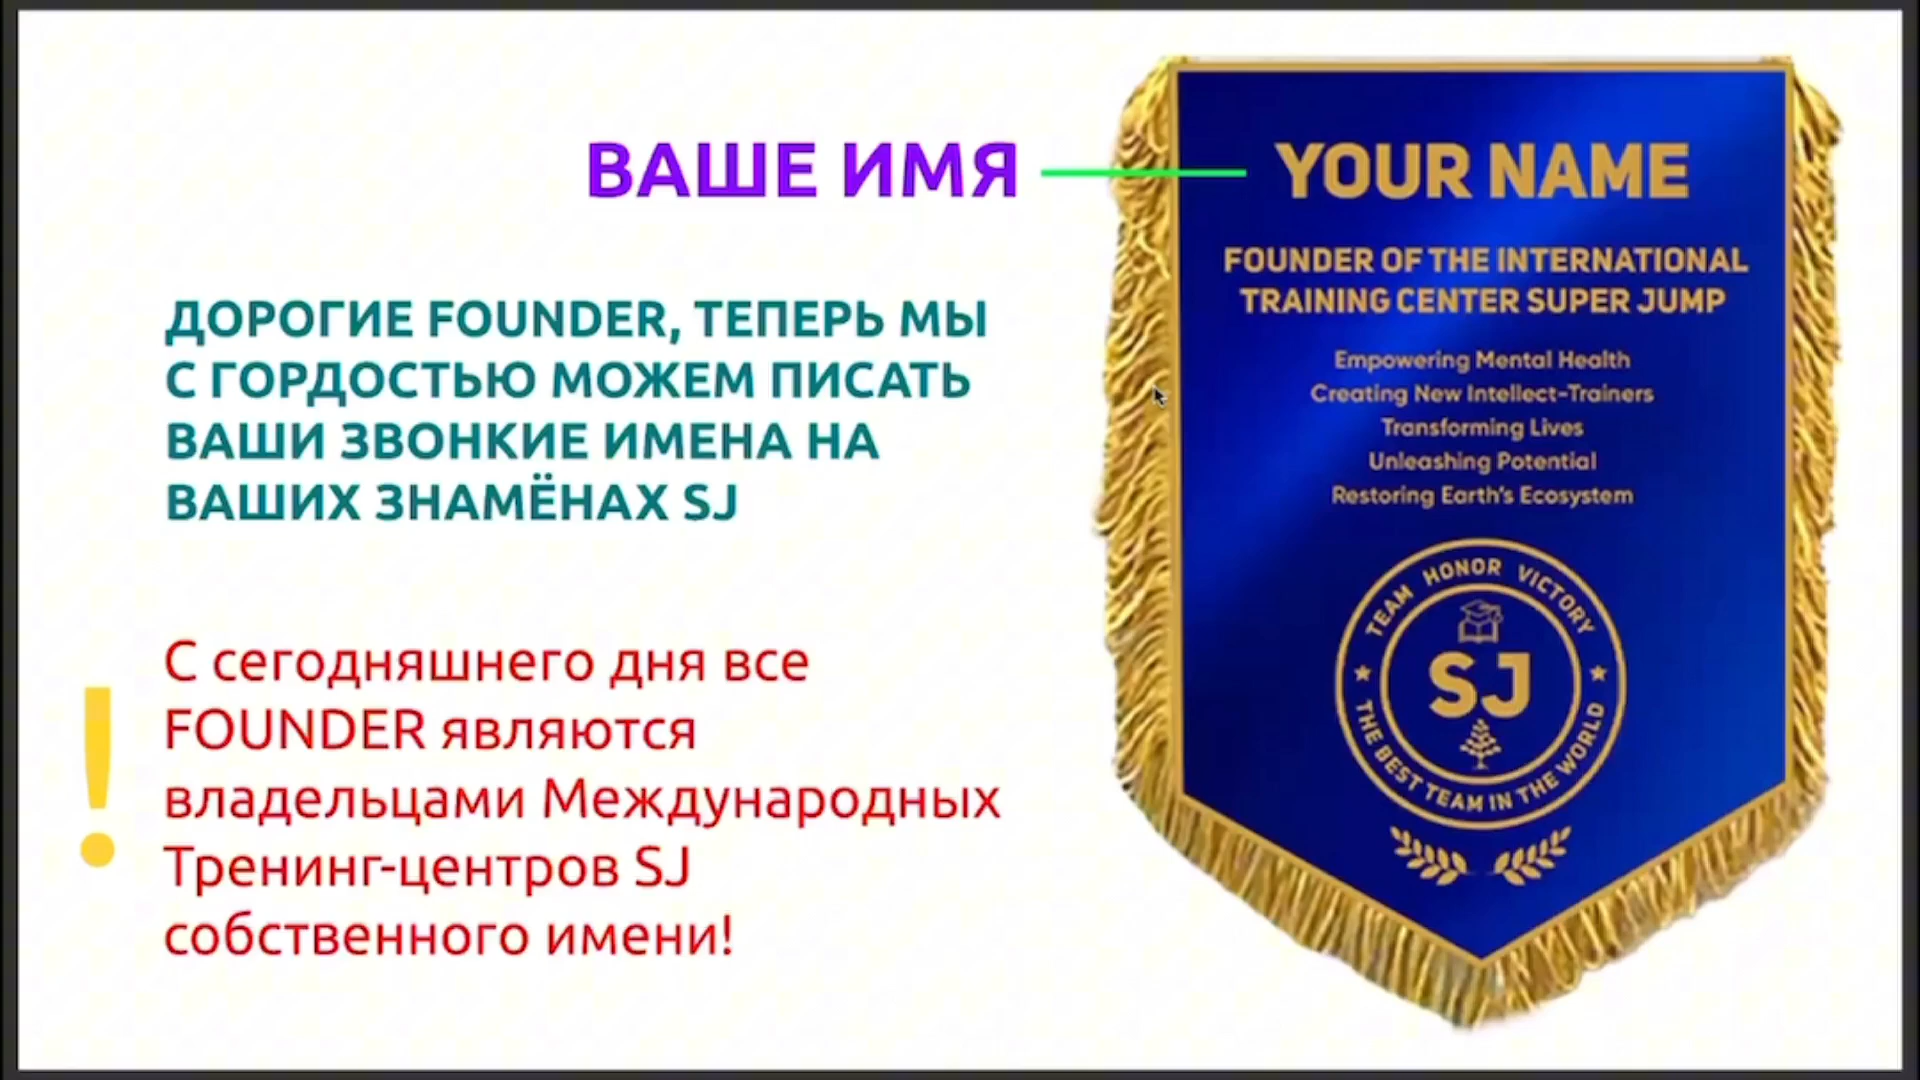 ВАШЕ ИМЯ
ДОРОГИЕ FOUNDER, ТЕПЕРЬ МЫ
С ГОРДОСТЬЮ МОЖЕМ ПИСАТЬ
ВАШИ ЗВОНКИЕ ИМЕНА НА
ВАШИХ ЗНАМЁНАХ SJ
!
С сегодняшнего дня все
FOUNDER являются
владельцами Международных
Тренинг-центров SJ
собственного имени!
YOUR NAME
FOUNDER OF THE INTERNATIONAL
TRAINING CENTER SUPER JUMP
Empowering Mental Health
Creating New Intellect-Trainers
Transforming Lives
Unleashing Potential
Restoring Earth's Ecosystem
TEAM HONOR VICTORY
SJ
THE BEST TEAM IN THE WORLD